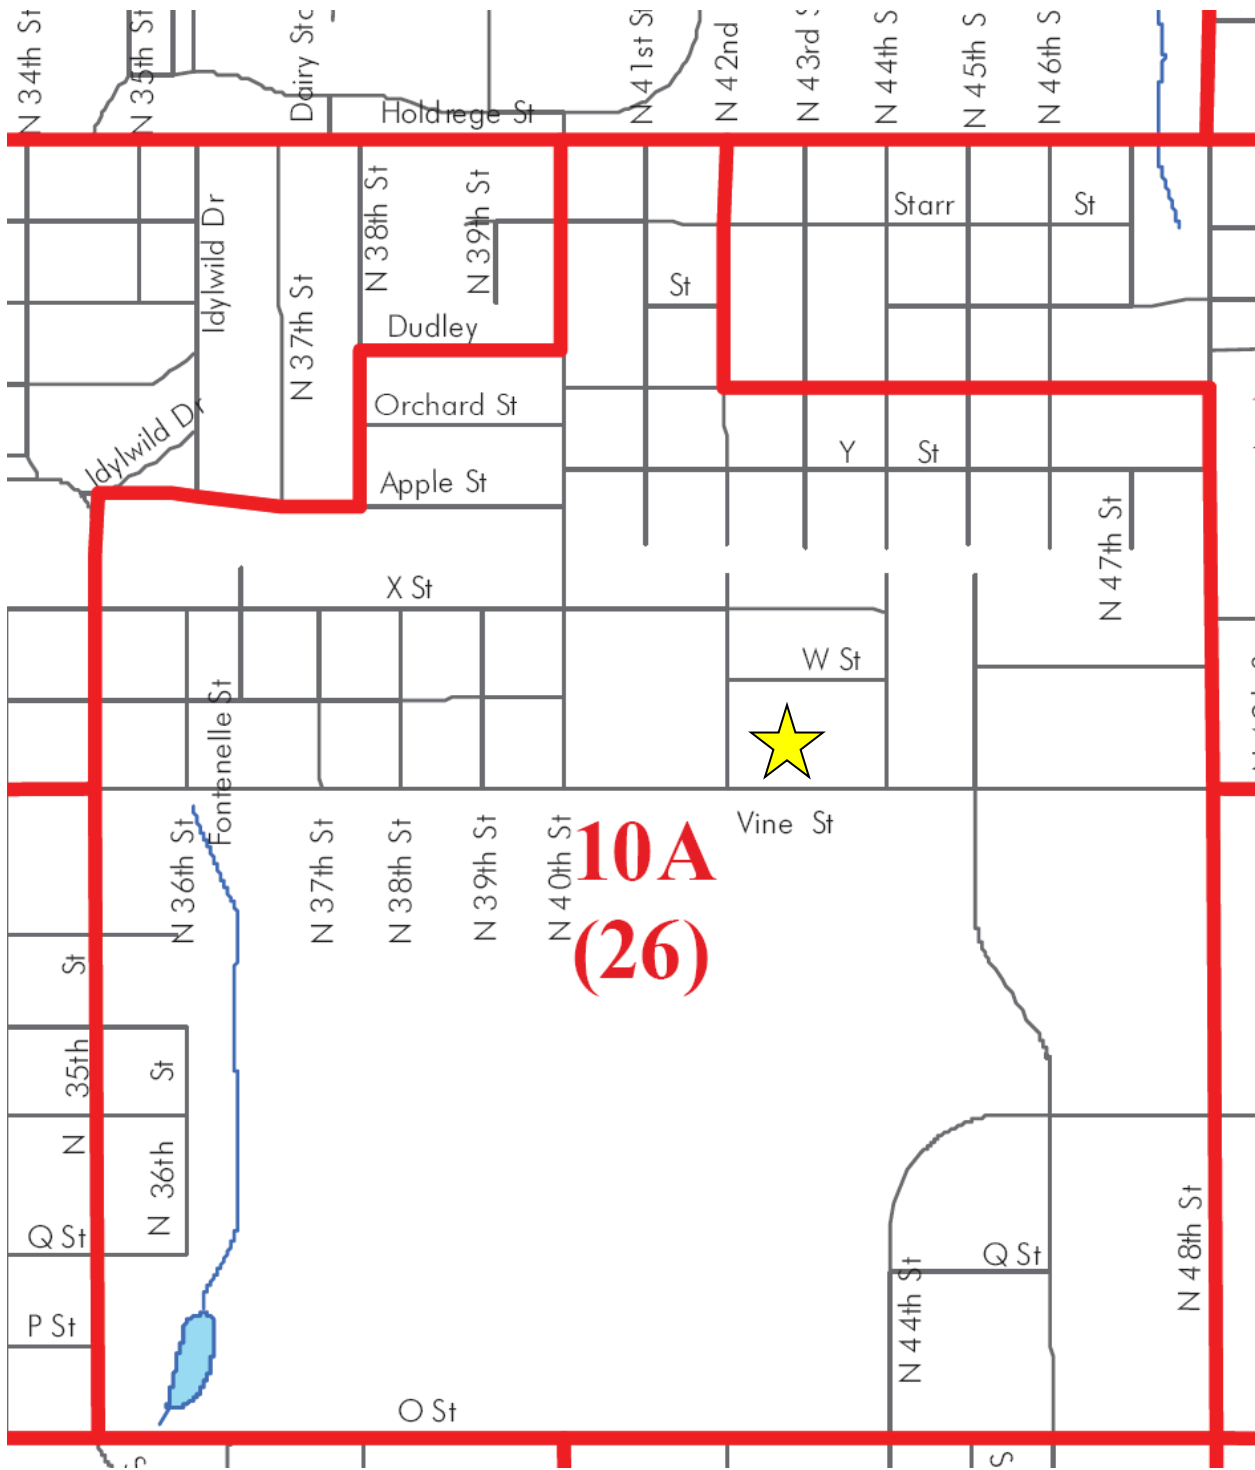 N 34th St
N 35th St
Dairy Sto
N 41st St
N 42nd
N 43rd S
N 44th S
N 45th S
N 46th S
Holdrege St
Idylwild Dr
N 38th St
N 39th St
Starr St
St
N 37th St
Dudley
Orchard St
Idylwild Dr
Y St
Apple St
N 47th St
X St
W St
Fontenelle St
Vine St
N 36th St
N 37th St
N 38th St
N 39th St
N 40th St
10A
(26)
N 35th St
N 36th St
Q St
Q St
N 44th St
N 48th St
P St
O St